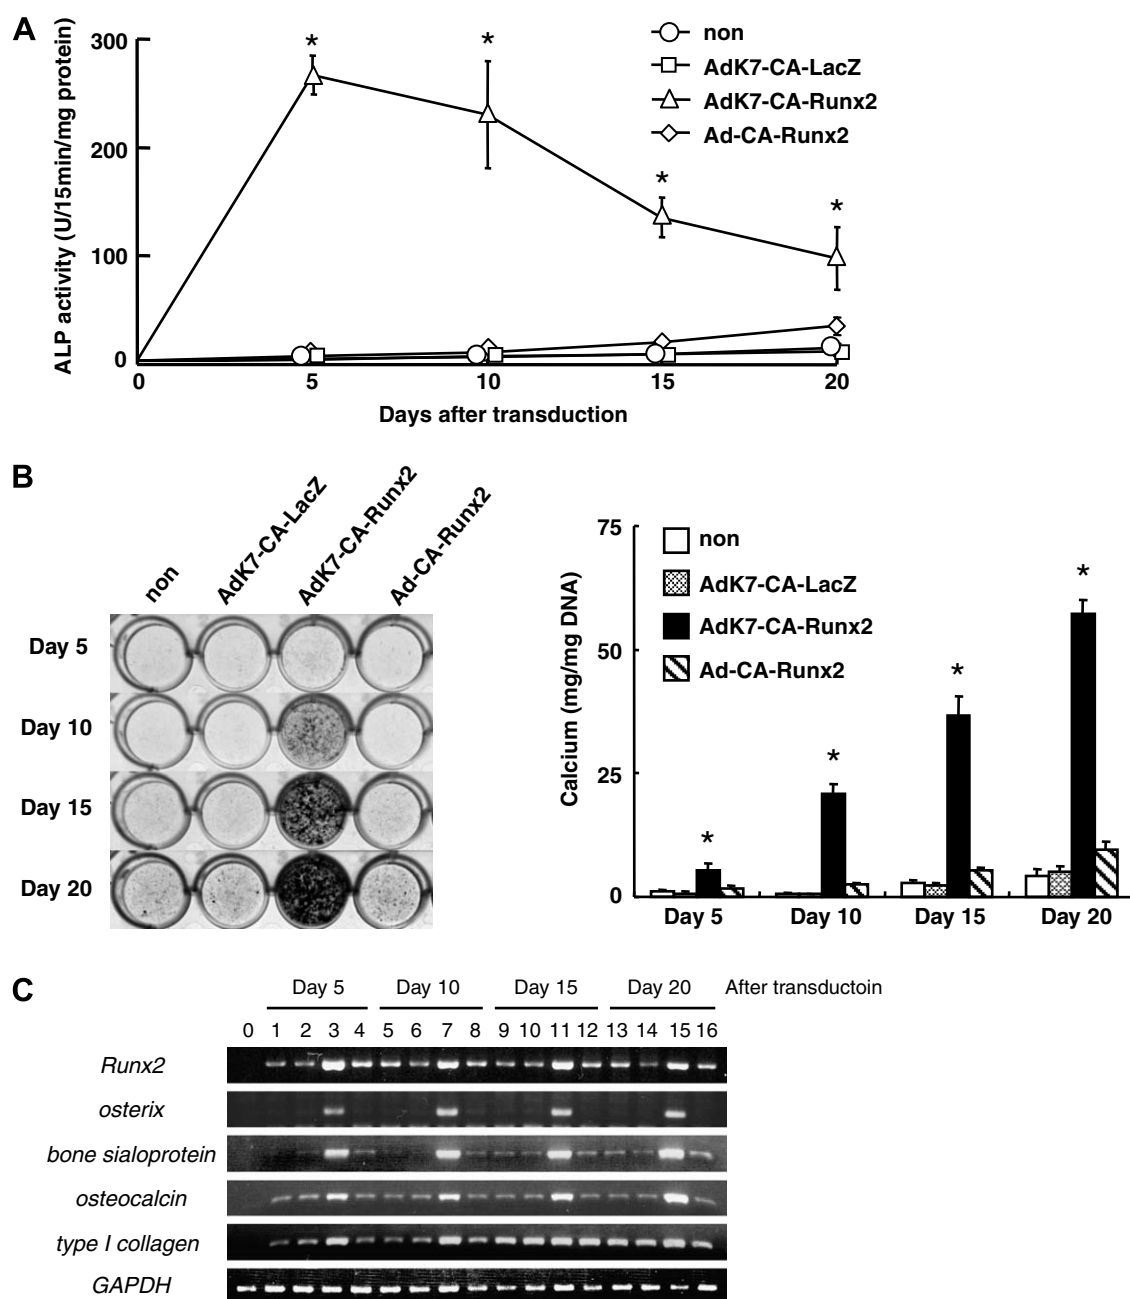 A
ALP activity (U/15min/mg protein)
300
200
100
0
0 5 10 15 20
Days after transduction
* * * *
non
AdK7-CA-LacZ
AdK7-CA-Runx2
Ad-CA-Runx2
B
non AdK7-CA-LacZ AdK7-CA-Runx2 Ad-CA-Runx2
Day 5
Day 10
Day 15
Day 20
Calcium (mg/mg DNA)
75
50
25
0
non
AdK7-CA-LacZ
AdK7-CA-Runx2
Ad-CA-Runx2
* * * *
Day 5 Day 10 Day 15 Day 20
C
Day 5 Day 10 Day 15 Day 20 After transductoin
0 1 2 3 4 5 6 7 8 9 10 11 12 13 14 15 16
Runx2
osterix
bone sialoprotein
osteocalcin
type I collagen
GAPDH